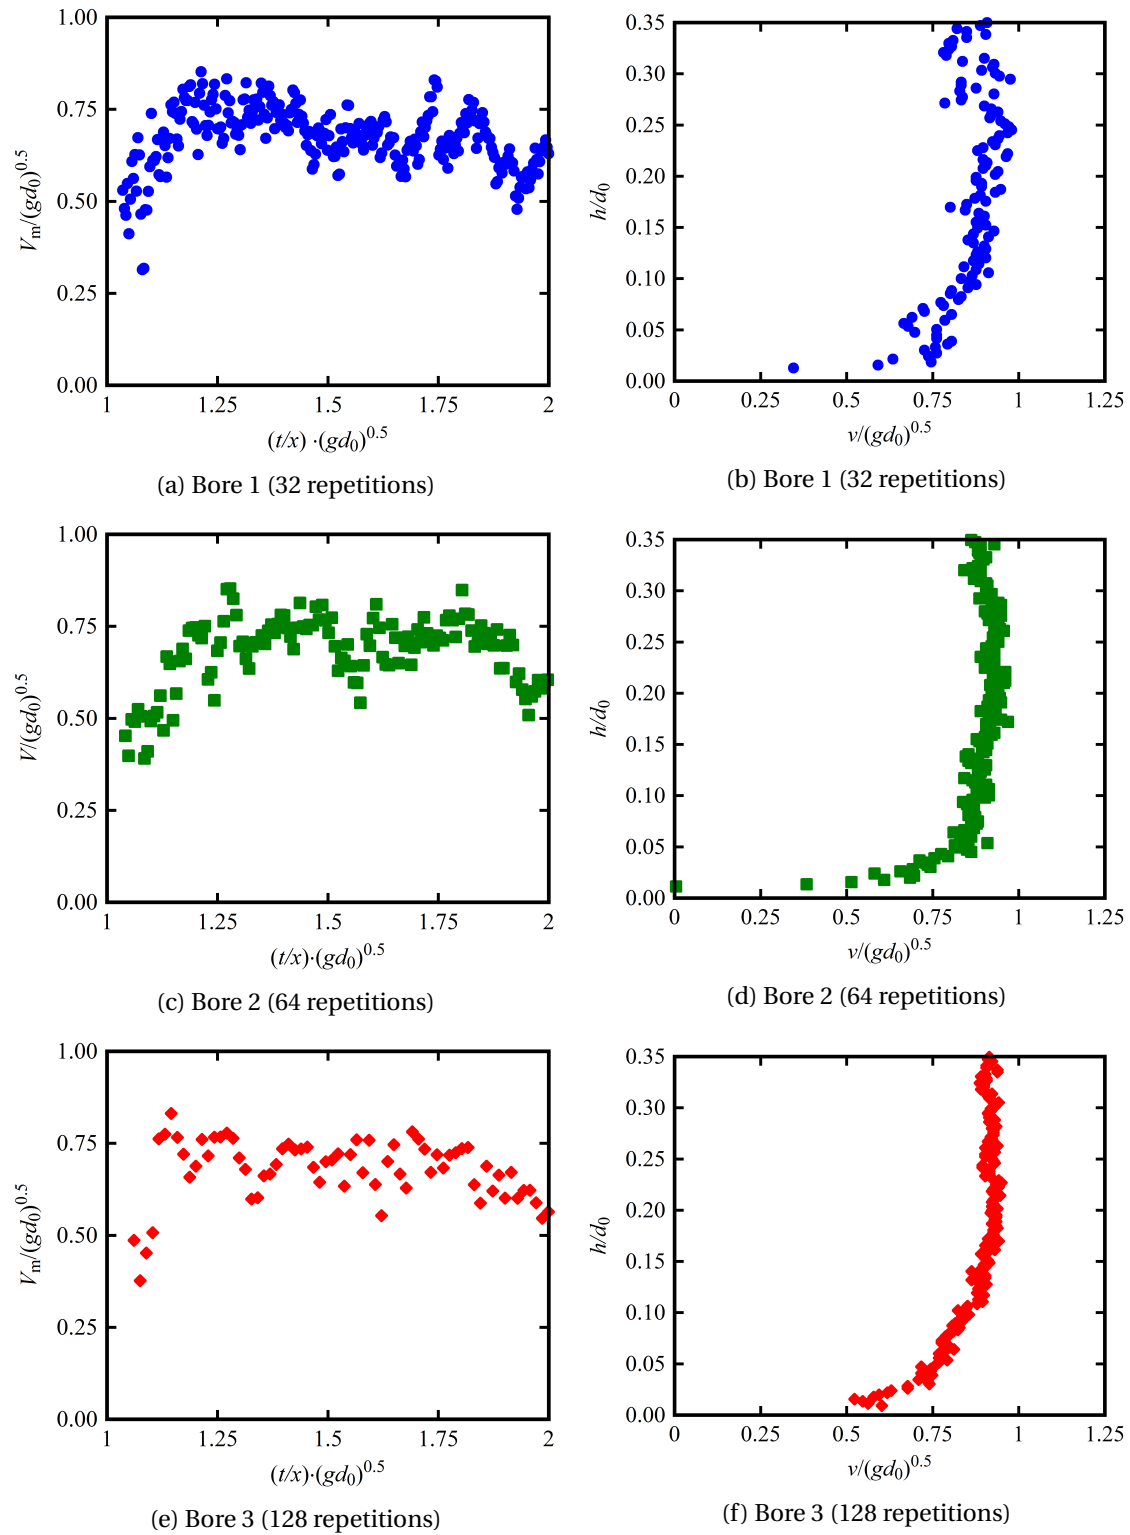 1.00
0.75
0.50
0.25
0.00
Vm/(gd0)^0.5
1 1.25 1.5 1.75 2
(t/x) ·(gd0)^0.5
(a) Bore 1 (32 repetitions)
0.35
0.30
0.25
0.20
0.15
0.10
0.05
0.00
h/d0
0 0.25 0.50 0.75 1 1.25
v/(gd0)^0.5
(b) Bore 1 (32 repetitions)
1.00
0.75
0.50
0.25
0.00
V/(gd0)^0.5
1 1.25 1.5 1.75 2
(t/x)·(gd0)^0.5
(c) Bore 2 (64 repetitions)
0.35
0.30
0.25
0.20
0.15
0.10
0.05
0.00
h/d0
0 0.25 0.50 0.75 1 1.25
v/(gd0)^0.5
(d) Bore 2 (64 repetitions)
1.00
0.75
0.50
0.25
0.00
Vm/(gd0)^0.5
1 1.25 1.5 1.75 2
(t/x)·(gd0)^0.5
(e) Bore 3 (128 repetitions)
0.35
0.30
0.25
0.20
0.15
0.10
0.05
0.00
h/d0
0 0.25 0.50 0.75 1 1.25
v/(gd0)^0.5
(f) Bore 3 (128 repetitions)